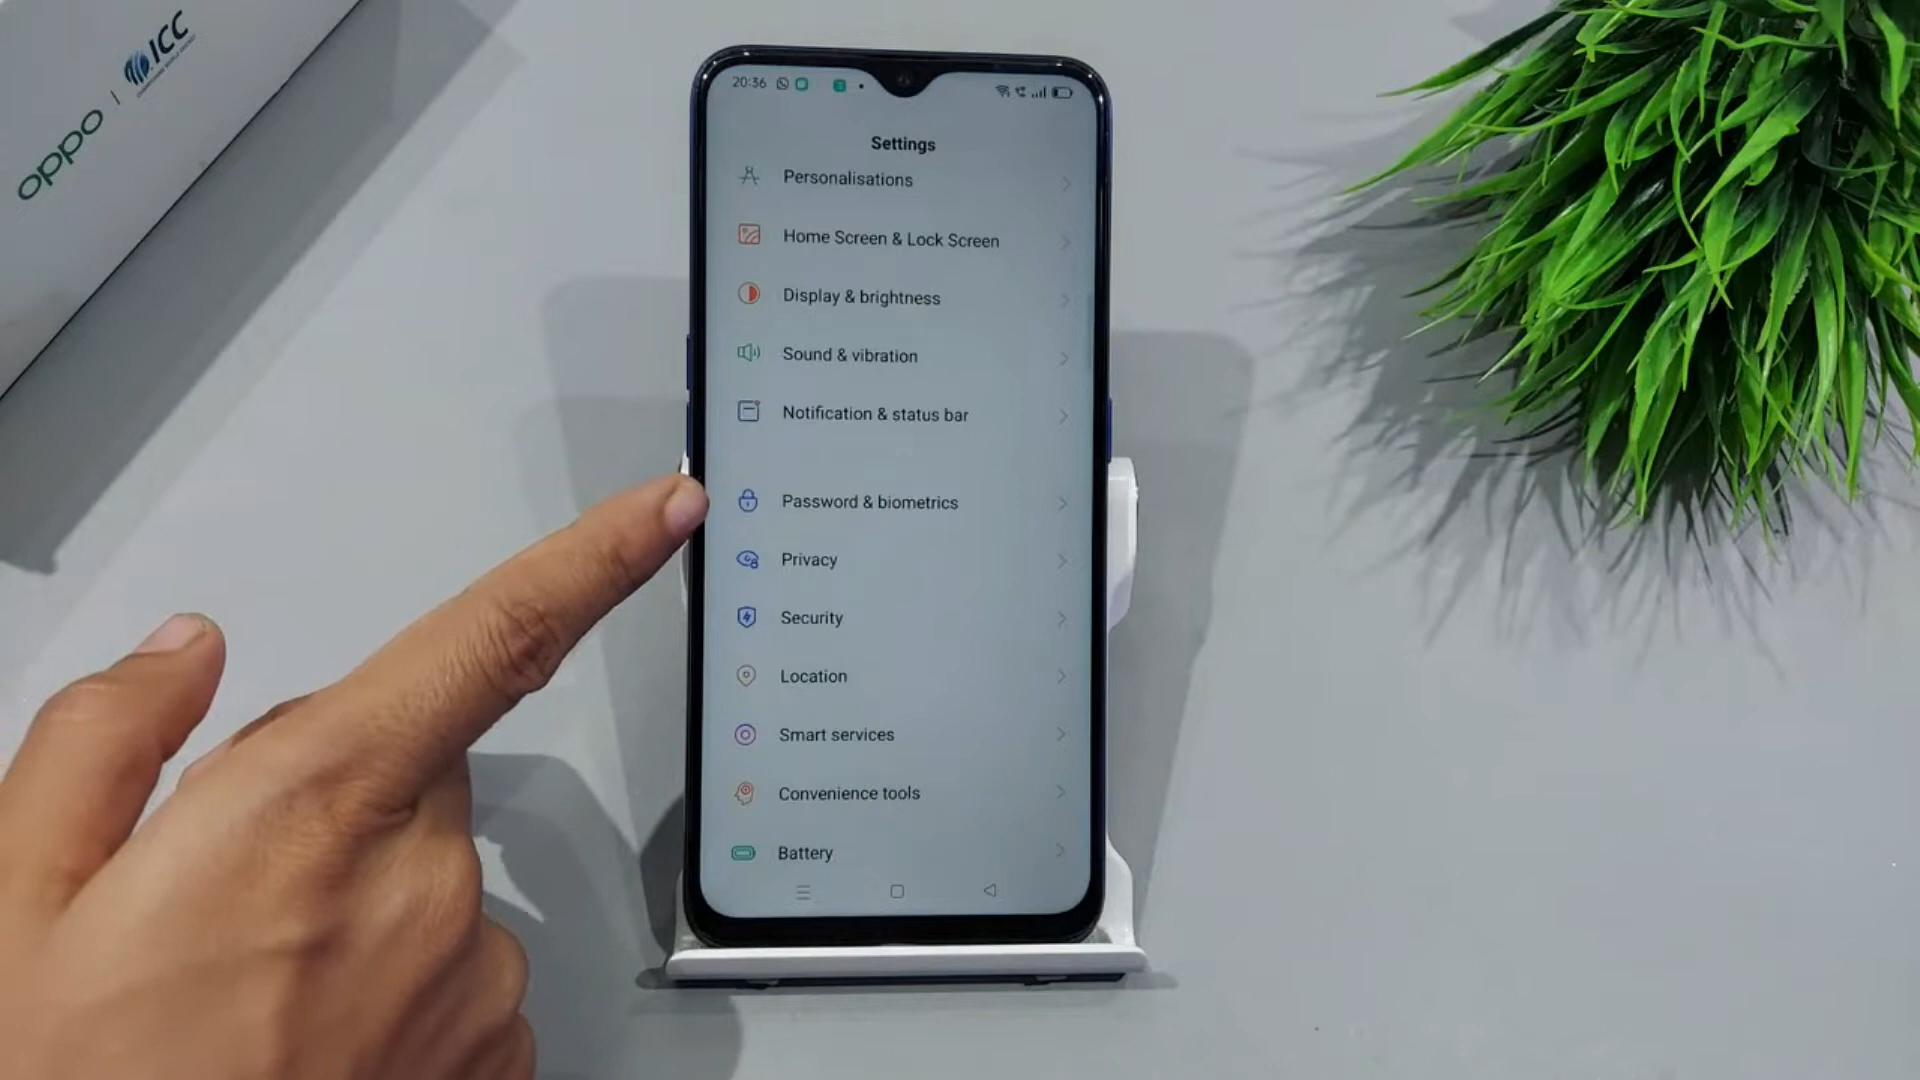 oppo | ICC
20:36
Settings
Personalisations
Home Screen & Lock Screen
Display & brightness
Sound & vibration
Notification & status bar
Password & biometrics
Privacy
Security
Location
Smart services
Convenience tools
Battery